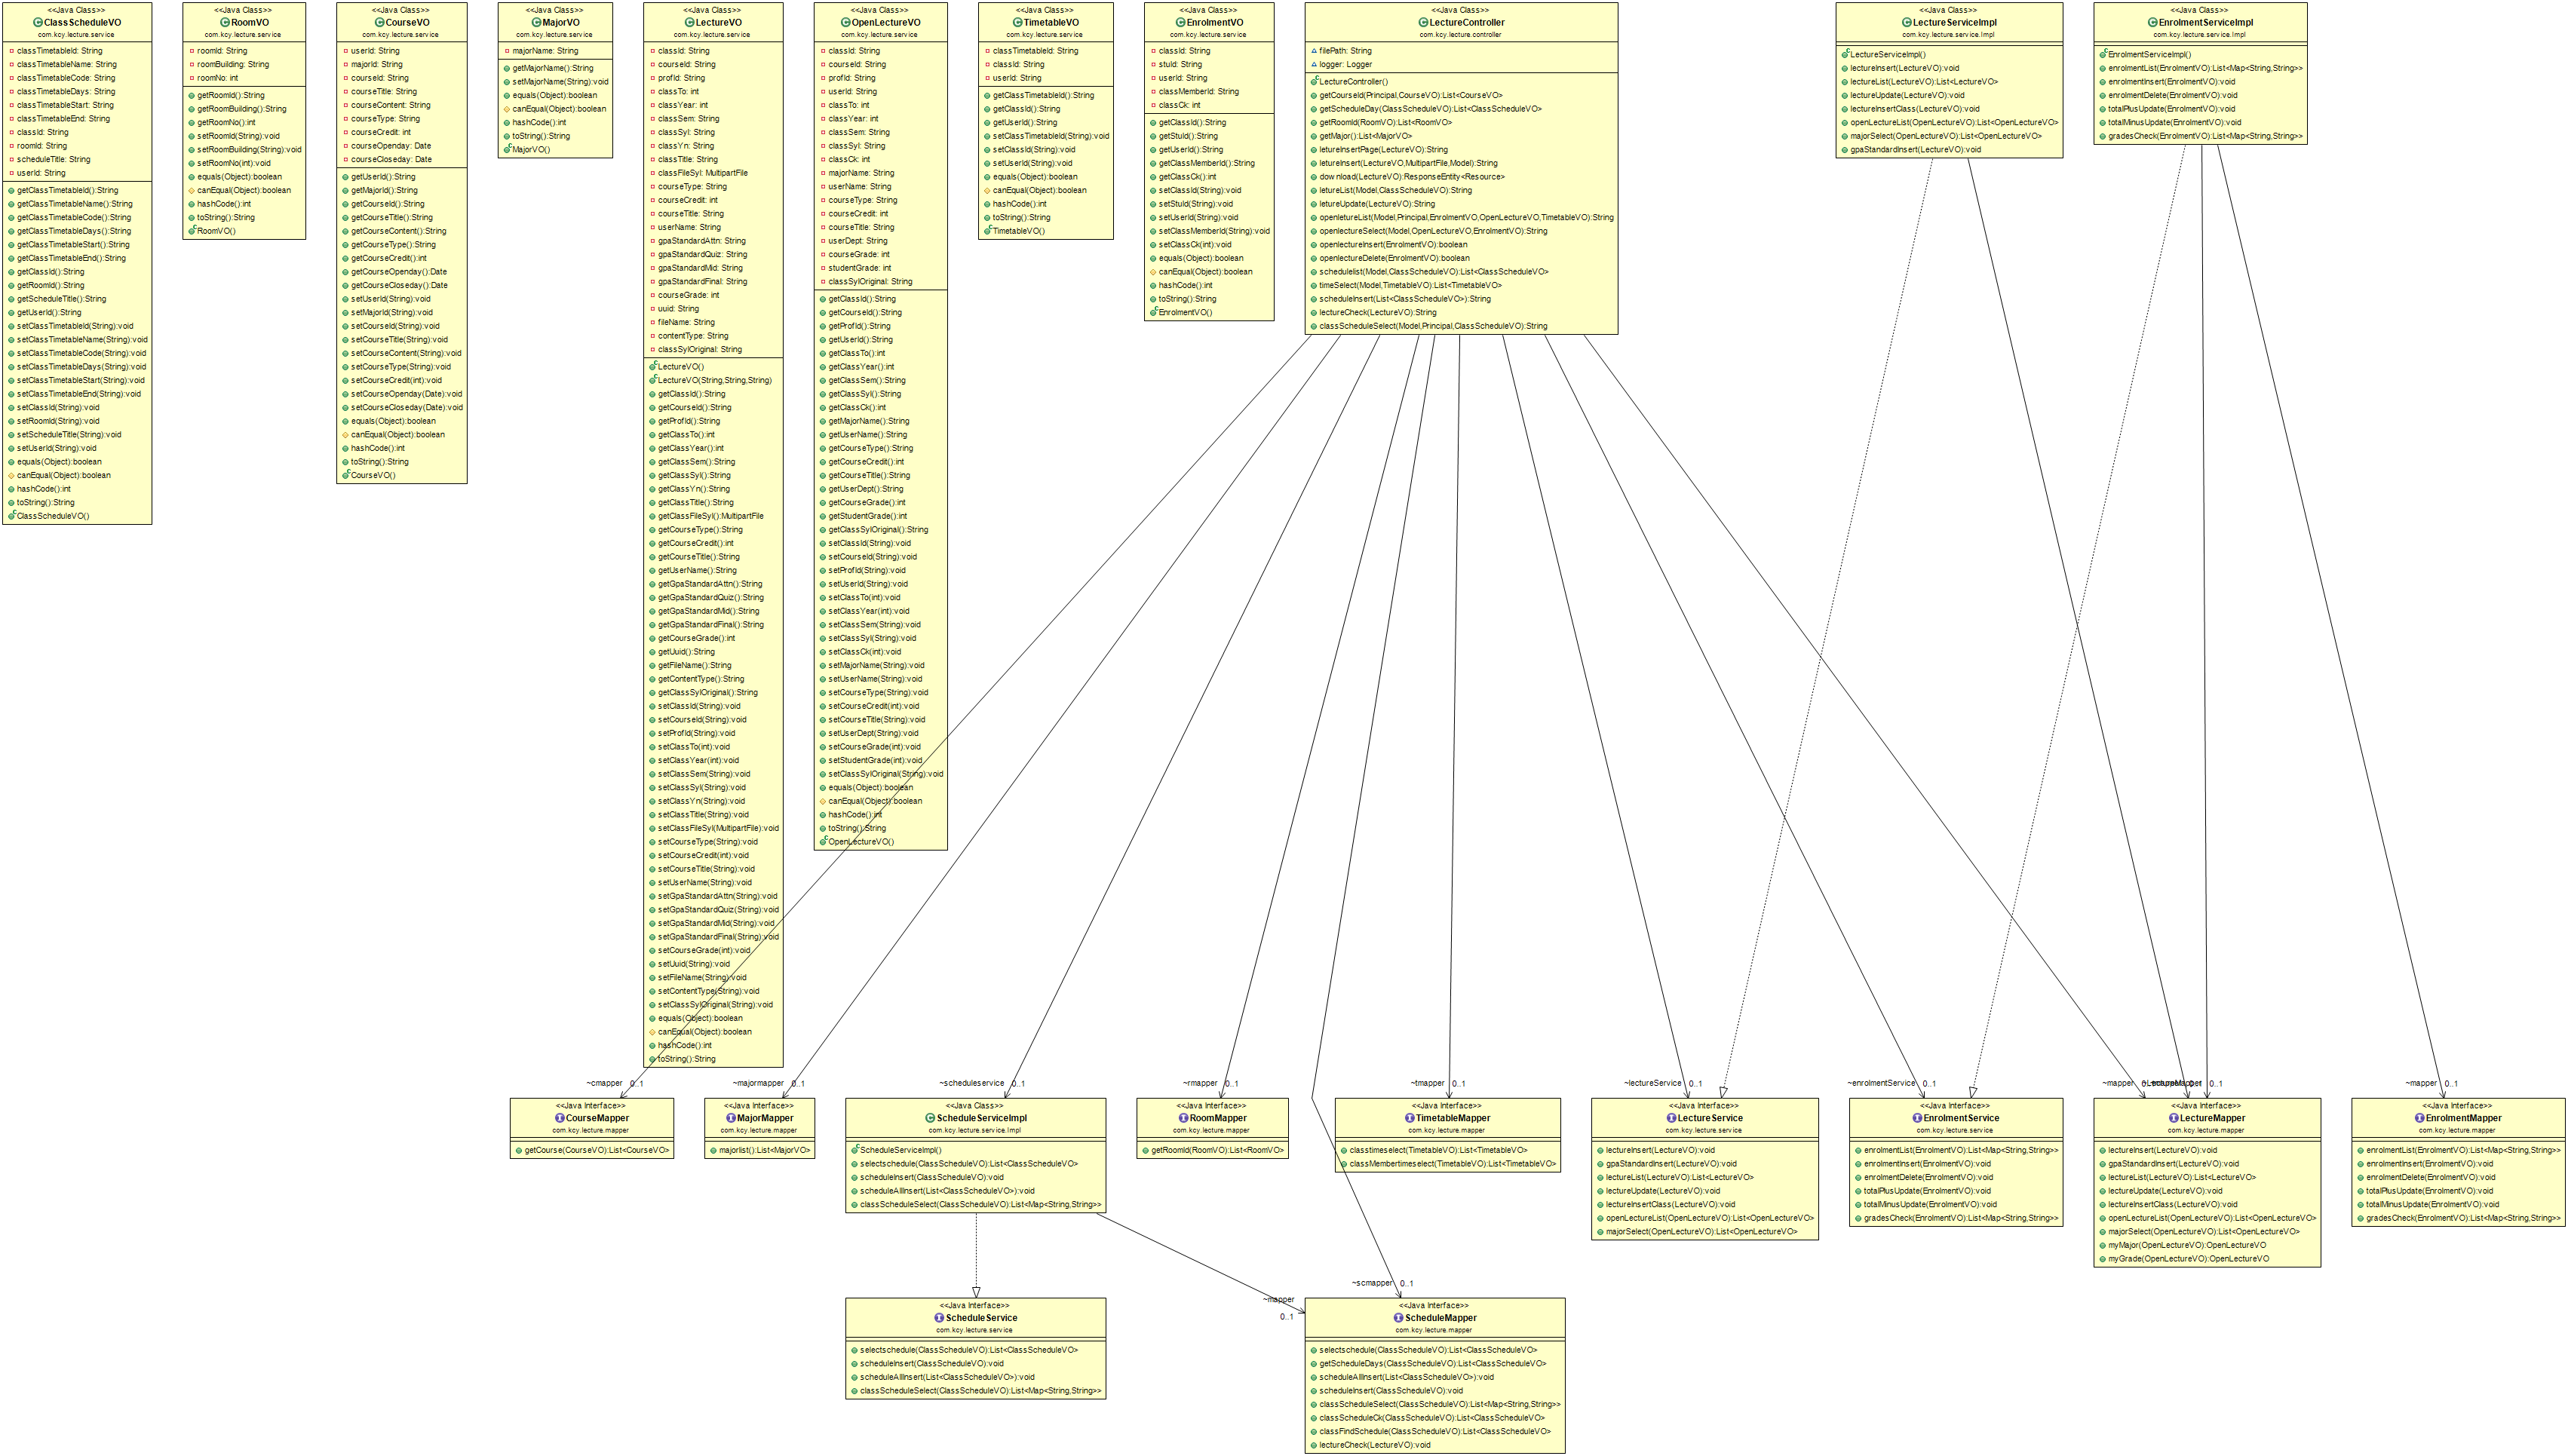 <<Java Class>>
ClassScheduleVO
com.kcy.lecture.service
classTimetableId: String
classTimetableName: String
classTimetableCode: String
classTimetableDays: String
classTimetableStart: String
classTimetableEnd: String
classId: String
roomId: String
scheduleTitle: String
userId: String
getClassTimetableId():String
getClassTimetableName():String
getClassTimetableCode():String
getClassTimetableDays():String
getClassTimetableStart():String
getClassTimetableEnd():String
getClassId():String
getRoomId():String
getScheduleTitle():String
getUserId():String
setClassTimetableId(String):void
setClassTimetableName(String):void
setClassTimetableCode(String):void
setClassTimetableDays(String):void
setClassTimetableStart(String):void
setClassTimetableEnd(String):void
setClassId(String):void
setRoomId(String):void
setScheduleTitle(String):void
setUserId(String):void
equals(Object):boolean
canEqual(Object):boolean
hashCode():int
toString():String
ClassScheduleVO()
<<Java Class>>
RoomVO
com.kcy.lecture.service
roomId: String
roomBuilding: String
roomNo: int
getRoomId():String
getRoomBuilding():String
getRoomNo():int
setRoomId(String):void
setRoomBuilding(String):void
setRoomNo(int):void
equals(Object):boolean
canEqual(Object):boolean
hashCode():int
toString():String
RoomVO()
<<Java Class>>
CourseVO
com.kcy.lecture.service
userId: String
majorId: String
courseId: String
courseTitle: String
courseContent: String
courseType: String
courseCredit: int
courseOpenday: Date
courseCloseday: Date
getUserId():String
getMajorId():String
getCourseId():String
getCourseTitle():String
getCourseContent():String
getCourseType():String
getCourseCredit():int
getCourseOpenday():Date
getCourseCloseday():Date
setUserId(String):void
setMajorId(String):void
setCourseId(String):void
setCourseTitle(String):void
setCourseContent(String):void
setCourseType(String):void
setCourseCredit(int):void
setCourseOpenday(Date):void
setCourseCloseday(Date):void
equals(Object):boolean
canEqual(Object):boolean
hashCode():int
toString():String
CourseVO()
<<Java Class>>
MajorVO
com.kcy.lecture.service
majorName: String
getMajorName():String
setMajorName(String):void
equals(Object):boolean
canEqual(Object):boolean
hashCode():int
toString():String
MajorVO()
<<Java Class>>
LectureVO
com.kcy.lecture.service
classId: String
courseId: String
profId: String
classTo: int
classYear: int
classSem: String
classSyl: String
classYn: String
classTitle: String
classFileSyl: MultipartFile
courseType: String
courseCredit: int
courseTitle: String
userName: String
gpaStandardAttn: String
gpaStandardQuiz: String
gpaStandardMid: String
gpaStandardFinal: String
courseGrade: int
uuid: String
fileName: String
contentType: String
classSylOriginal: String
LectureVO()
LectureVO(String,String,String)
getClassId():String
getCourseId():String
getProfId():String
getClassTo():int
getClassYear():int
getClassSem():String
getClassSyl():String
getClassYn():String
getClassTitle():String
getClassFileSyl():MultipartFile
getCourseType():String
getCourseCredit():int
getCourseTitle():String
getUserName():String
getGpaStandardAttn():String
getGpaStandardQuiz():String
getGpaStandardMid():String
getGpaStandardFinal():String
getCourseGrade():int
getUuid():String
getFileName():String
getContentType():String
getClassSylOriginal():String
setClassId(String):void
setCourseId(String):void
setProfId(String):void
setClassTo(int):void
setClassYear(int):void
setClassSem(String):void
setClassSyl(String):void
setClassYn(String):void
setClassTitle(String):void
setClassFileSyl(MultipartFile):void
setCourseType(String):void
setCourseCredit(int):void
setCourseTitle(String):void
setUserName(String):void
setGpaStandardAttn(String):void
setGpaStandardQuiz(String):void
setGpaStandardMid(String):void
setGpaStandardFinal(String):void
setCourseGrade(int):void
setUuid(String):void
setFileName(String):void
setContentType(String):void
setClassSylOriginal(String):void
equals(Object):boolean
canEqual(Object):boolean
hashCode():int
toString():String
<<Java Class>>
OpenLectureVO
com.kcy.lecture.service
classId: String
courseId: String
profId: String
userId: String
classTo: int
classYear: int
classSem: String
classSyl: String
classCk: int
majorName: String
userName: String
courseType: String
courseCredit: int
courseTitle: String
userDept: String
courseGrade: int
studentGrade: int
classSylOriginal: String
getClassId():String
getCourseId():String
getProfId():String
getUserId():String
getClassTo():int
getClassYear():int
getClassSem():String
getClassSyl():String
getClassCk():int
getMajorName():String
getUserName():String
getCourseType():String
getCourseCredit():int
getCourseTitle():String
getUserDept():String
getCourseGrade():int
getStudentGrade():int
getClassSylOriginal():String
setClassId(String):void
setCourseId(String):void
setProfId(String):void
setUserId(String):void
setClassTo(int):void
setClassYear(int):void
setClassSem(String):void
setClassSyl(String):void
setClassCk(int):void
setMajorName(String):void
setUserName(String):void
setCourseType(String):void
setCourseCredit(int):void
setCourseTitle(String):void
setUserDept(String):void
setCourseGrade(int):void
setStudentGrade(int):void
setClassSylOriginal(String):void
equals(Object):boolean
canEqual(Object):boolean
hashCode():int
toString():String
OpenLectureVO()
<<Java Class>>
TimetableVO
com.kcy.lecture.service
classTimetableId: String
classId: String
userId: String
getClassTimetableId():String
getClassId():String
getUserId():String
setClassTimetableId(String):void
setClassId(String):void
setUserId(String):void
equals(Object):boolean
canEqual(Object):boolean
hashCode():int
toString():String
TimetableVO()
<<Java Class>>
EnrolmentVO
com.kcy.lecture.service
classId: String
stuId: String
userId: String
classMemberId: String
classCk: int
getClassId():String
getStuId():String
getUserId():String
getClassMemberId():String
getClassCk():int
setClassId(String):void
setStuId(String):void
setUserId(String):void
setClassMemberId(String):void
setClassCk(int):void
equals(Object):boolean
canEqual(Object):boolean
hashCode():int
toString():String
EnrolmentVO()
<<Java Class>>
LectureController
com.kcy.lecture.controller
filePath: String
logger: Logger
LectureController()
getCourseId(Principal,CourseVO):List<CourseVO>
getScheduleDay(ClassScheduleVO):List<ClassScheduleVO>
getRoomId(RoomVO):List<RoomVO>
getMajor():List<MajorVO>
letureInsertPage(LectureVO):String
letureInsert(LectureVO,MultipartFile,Model):String
download(LectureVO):ResponseEntity<Resource>
letureList(Model,ClassScheduleVO):String
letureUpdate(LectureVO):String
openletureList(Model,Principal,EnrolmentVO,OpenLectureVO,TimetableVO):String
openlectureSelect(Model,OpenLectureVO,EnrolmentVO):String
openlectureInsert(EnrolmentVO):boolean
openlectureDelete(EnrolmentVO):boolean
schedulelist(Model,ClassScheduleVO):List<ClassScheduleVO>
timeSelect(Model,TimetableVO):List<TimetableVO>
scheduleInsert(List<ClassScheduleVO>):String
lectureCheck(LectureVO):String
classScheduleSelect(Model,Principal,ClassScheduleVO):String
<<Java Class>>
LectureServiceImpl
com.kcy.lecture.service.Impl
LectureServiceImpl()
lectureInsert(LectureVO):void
lectureList(LectureVO):List<LectureVO>
lectureUpdate(LectureVO):void
lectureInsertClass(LectureVO):void
openLectureList(OpenLectureVO):List<OpenLectureVO>
majorSelect(OpenLectureVO):List<OpenLectureVO>
gpaStandardInsert(LectureVO):void
<<Java Class>>
EnrolmentServiceImpl
com.kcy.lecture.service.Impl
EnrolmentServiceImpl()
enrolmentList(EnrolmentVO):List<Map<String,String>>
enrolmentInsert(EnrolmentVO):void
enrolmentDelete(EnrolmentVO):void
totalPlusUpdate(EnrolmentVO):void
totalMinusUpdate(EnrolmentVO):void
gradesCheck(EnrolmentVO):List<Map<String,String>>
~cmapper 0..1
~majormapper 0..1
~scheduleservice 0..1
~rmapper 0..1
~tmapper 0..1
~lectureService 0..1
~enrolmentService 0..1
~mapper
~LectureMapper
0..1
~mapper 0..1
<<Java Interface>>
CourseMapper
com.kcy.lecture.mapper
getCourse(CourseVO):List<CourseVO>
<<Java Interface>>
MajorMapper
com.kcy.lecture.mapper
majorlist():List<MajorVO>
<<Java Class>>
ScheduleServiceImpl
com.kcy.lecture.service.Impl
ScheduleServiceImpl()
selectschedule(ClassScheduleVO):List<ClassScheduleVO>
scheduleInsert(ClassScheduleVO):void
scheduleAllInsert(List<ClassScheduleVO>):void
classScheduleSelect(ClassScheduleVO):List<Map<String,String>>
<<Java Interface>>
RoomMapper
com.kcy.lecture.mapper
getRoomId(RoomVO):List<RoomVO>
<<Java Interface>>
TimetableMapper
com.kcy.lecture.mapper
classtimeselect(TimetableVO):List<TimetableVO>
classMembertimeselect(TimetableVO):List<TimetableVO>
<<Java Interface>>
LectureService
com.kcy.lecture.service
lectureInsert(LectureVO):void
gpaStandardInsert(LectureVO):void
lectureList(LectureVO):List<LectureVO>
lectureUpdate(LectureVO):void
lectureInsertClass(LectureVO):void
openLectureList(OpenLectureVO):List<OpenLectureVO>
majorSelect(OpenLectureVO):List<OpenLectureVO>
<<Java Interface>>
EnrolmentService
com.kcy.lecture.service
enrolmentList(EnrolmentVO):List<Map<String,String>>
enrolmentInsert(EnrolmentVO):void
enrolmentDelete(EnrolmentVO):void
totalPlusUpdate(EnrolmentVO):void
totalMinusUpdate(EnrolmentVO):void
gradesCheck(EnrolmentVO):List<Map<String,String>>
<<Java Interface>>
LectureMapper
com.kcy.lecture.mapper
lectureInsert(LectureVO):void
gpaStandardInsert(LectureVO):void
lectureList(LectureVO):List<LectureVO>
lectureUpdate(LectureVO):void
lectureInsertClass(LectureVO):void
openLectureList(OpenLectureVO):List<OpenLectureVO>
majorSelect(OpenLectureVO):List<OpenLectureVO>
myMajor(OpenLectureVO):OpenLectureVO
myGrade(OpenLectureVO):OpenLectureVO
<<Java Interface>>
EnrolmentMapper
com.kcy.lecture.mapper
enrolmentList(EnrolmentVO):List<Map<String,String>>
enrolmentInsert(EnrolmentVO):void
enrolmentDelete(EnrolmentVO):void
totalPlusUpdate(EnrolmentVO):void
totalMinusUpdate(EnrolmentVO):void
gradesCheck(EnrolmentVO):List<Map<String,String>>
~mapper
0..1
~scmapper 0..1
<<Java Interface>>
ScheduleService
com.kcy.lecture.service
selectschedule(ClassScheduleVO):List<ClassScheduleVO>
scheduleInsert(ClassScheduleVO):void
scheduleAllInsert(List<ClassScheduleVO>):void
classScheduleSelect(ClassScheduleVO):List<Map<String,String>>
<<Java Interface>>
ScheduleMapper
com.kcy.lecture.mapper
selectschedule(ClassScheduleVO):List<ClassScheduleVO>
getScheduleDays(ClassScheduleVO):List<ClassScheduleVO>
scheduleAllInsert(List<ClassScheduleVO>):void
scheduleInsert(ClassScheduleVO):void
classScheduleSelect(ClassScheduleVO):List<Map<String,String>>
classScheduleCk(ClassScheduleVO):List<ClassScheduleVO>
classFindSchedule(ClassScheduleVO):List<ClassScheduleVO>
lectureCheck(LectureVO):void